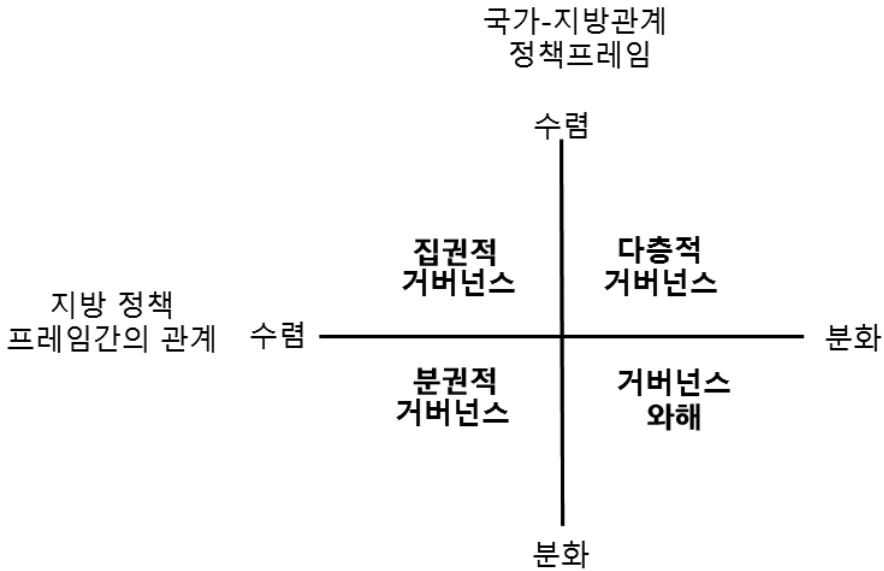 국가-지방관계
정책프레임
수렴
집권적
거버넌스
다층적
거버넌스
지방 정책
프레임간의 관계
수렴
분화
분권적
거버넌스
거버넌스
와해
분화